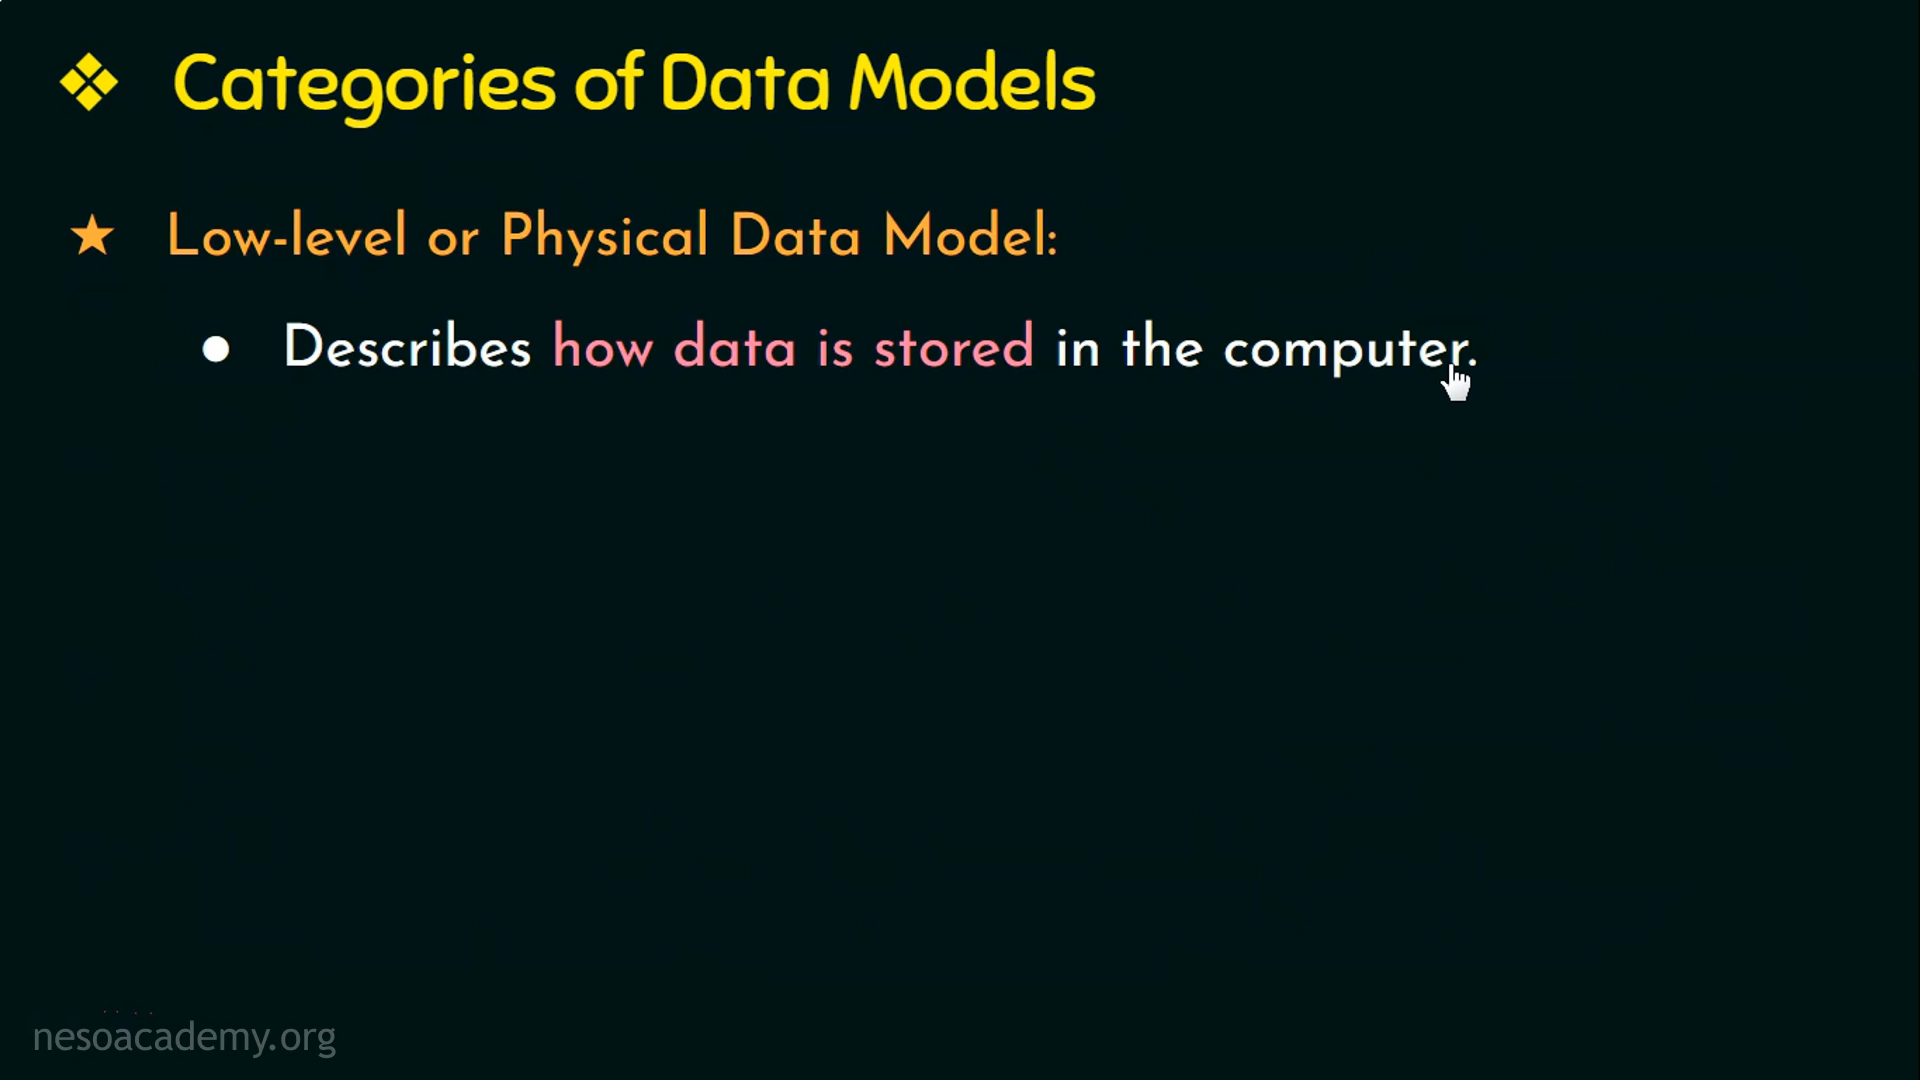 ❖ Categories of Data Models
★ Low-level or Physical Data Model:
● Describes how data is stored in the computer.
nesoacademy.org